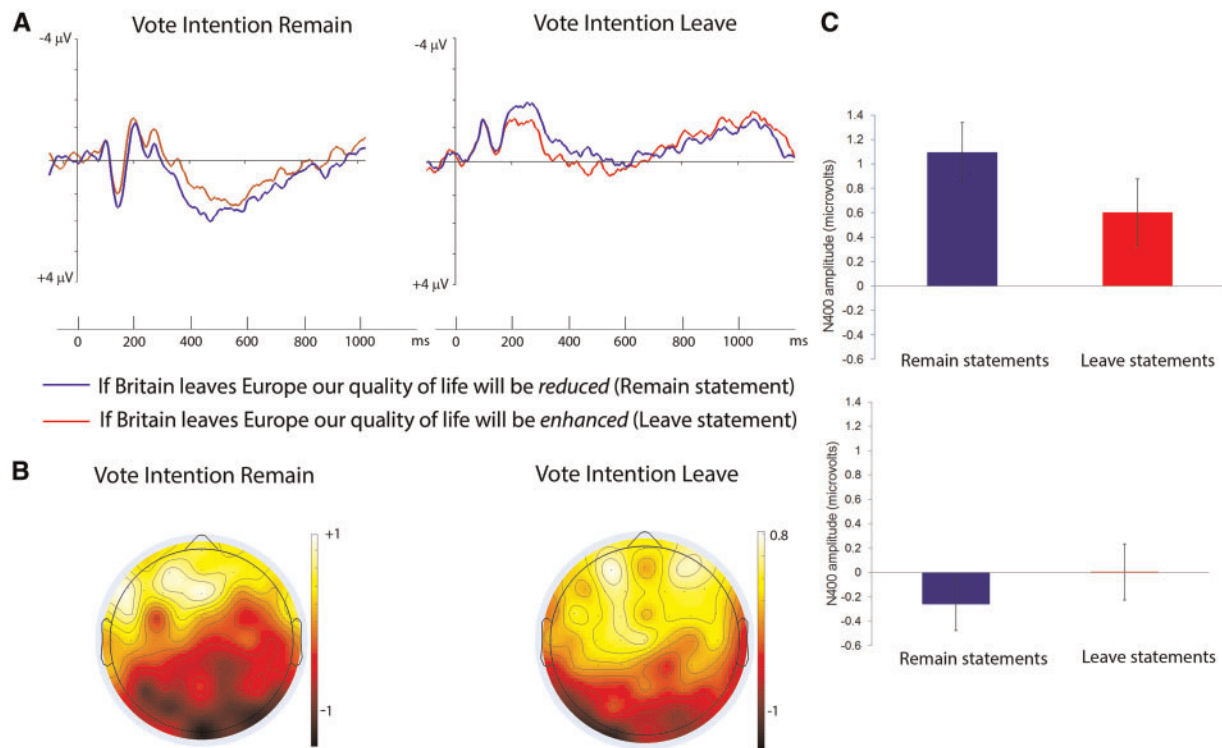 A
Vote Intention Remain
-4 µV
+4 µV
0 200 400 600 800 1000 ms
Vote Intention Leave
-4 µV
+4 µV
0 200 400 600 800 1000 ms
If Britain leaves Europe our quality of life will be reduced (Remain statement)
If Britain leaves Europe our quality of life will be enhanced (Leave statement)
B
Vote Intention Remain
+1
-1
Vote Intention Leave
0.8
-1
C
N400 amplitude (microvolts)
1.4
1.2
1
0.8
0.6
0.4
1.2
0
-0.2
-0.4
-0.6
Remain statements Leave statements
N400 amplitude (microvolts)
1.4
1.2
1
0.8
0.6
0.4
0.2
0
-0.2
-0.4
-0.6
Remain statements Leave statements